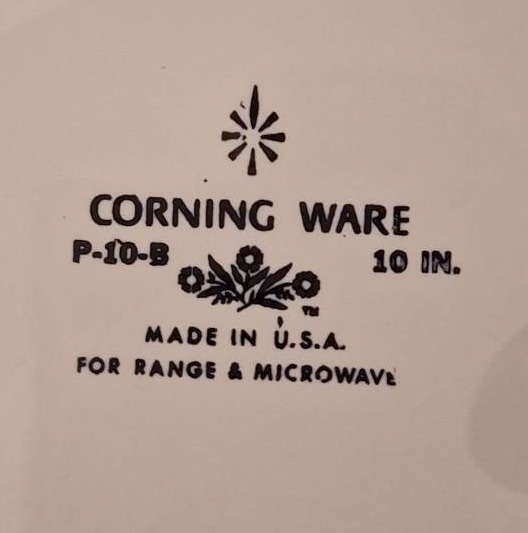 CORNING WARE
P-10-B 10 IN.
TM
MADE IN U.S.A.
FOR RANGE & MICROWAVE